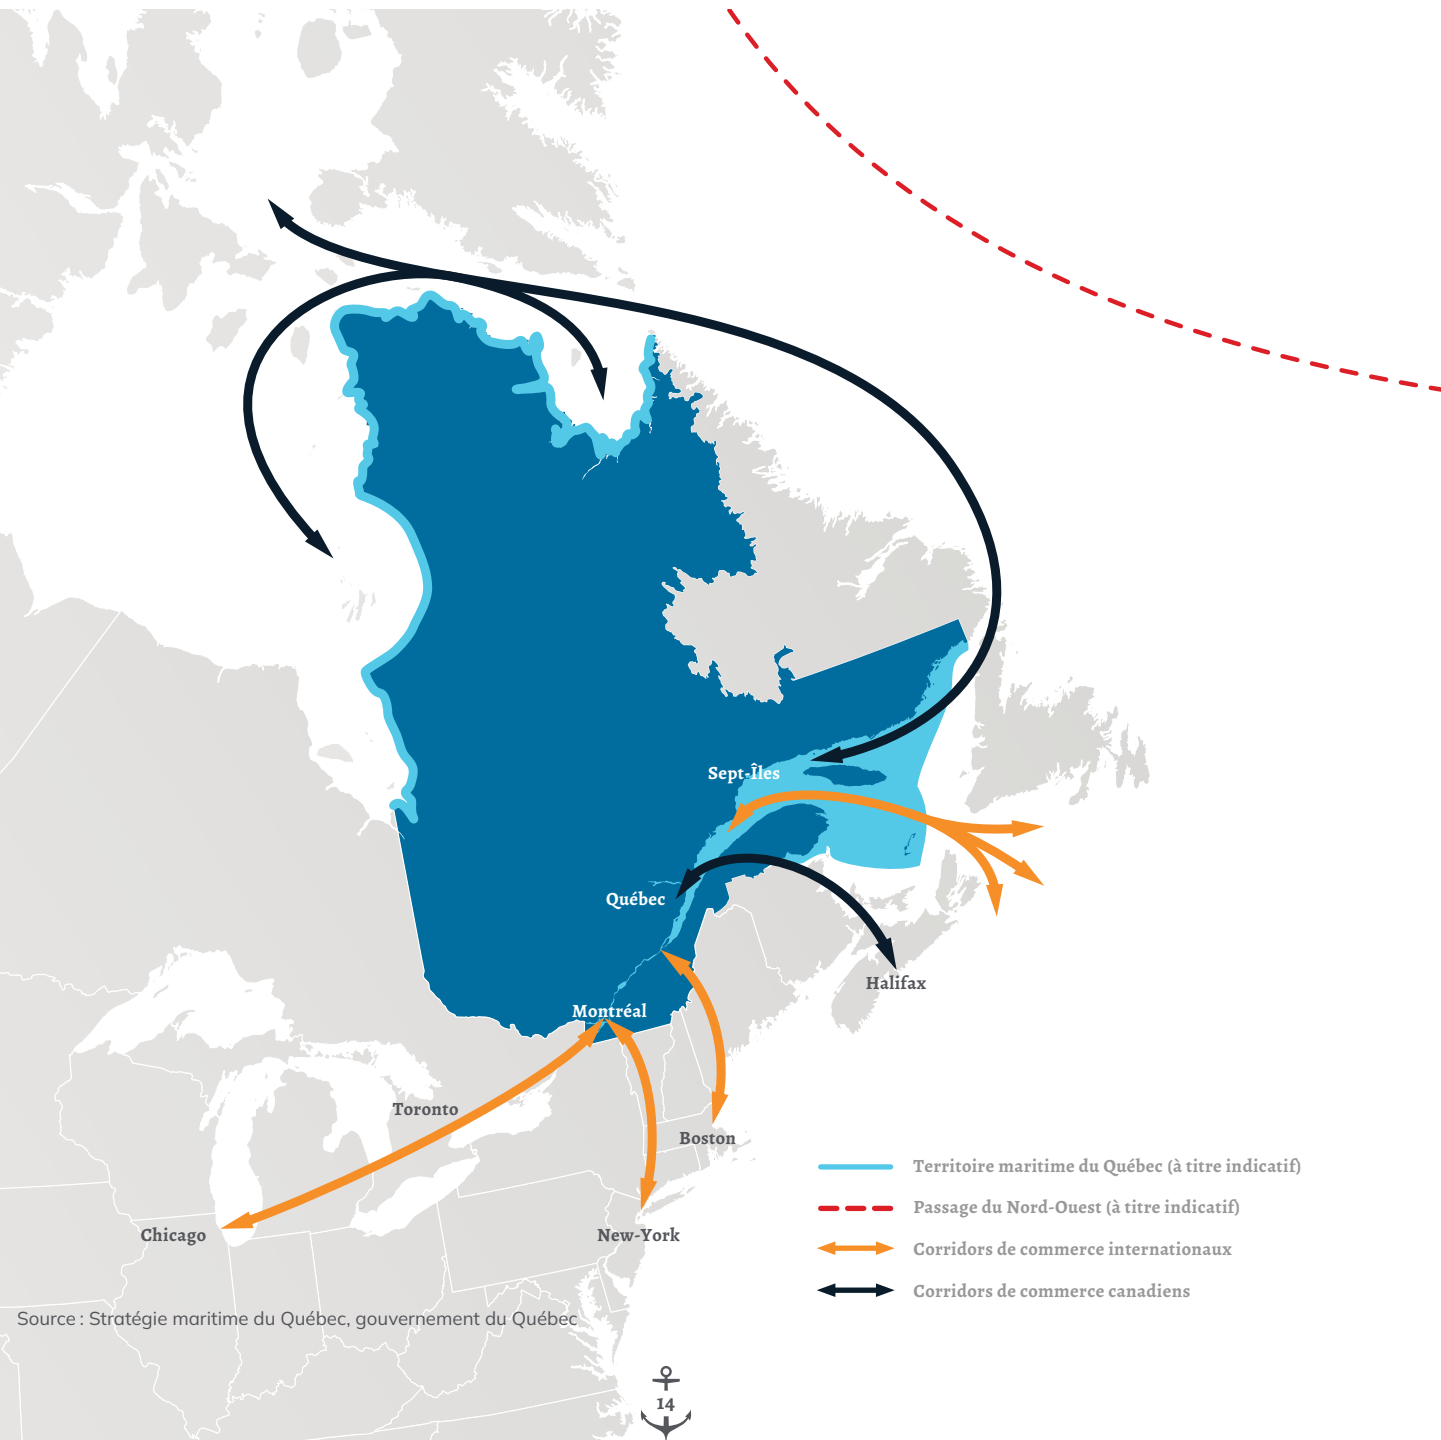 Sept-Îles
Québec
Halifax
Montréal
Toronto
Boston
Chicago
New-York
Territoire maritime du Québec (à titre indicatif)
Passage du Nord-Ouest (à titre indicatif)
Corridors de commerce internationaux
Corridors de commerce canadiens
Source : Stratégie maritime du Québec, gouvernement du Québec
14